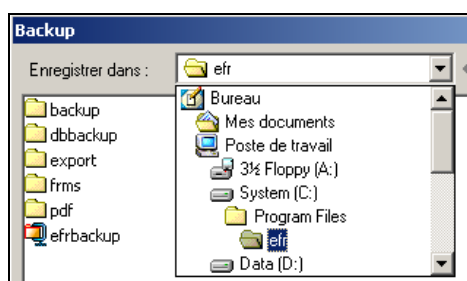 Backup
Enregistrer dans :
efr
backup
dbbackup
export
frms
pdf
efrbackup
Bureau
Mes documents
Poste de travail
3½ Floppy (A:)
System (C:)
Program Files
efr
Data (D:)